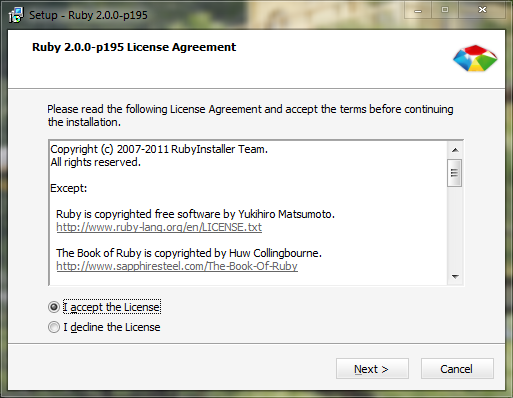 Setup - Ruby 2.0.0-p195
Ruby 2.0.0-p195 License Agreement
Please read the following License Agreement and accept the terms before continuing
the installation.
Copyright (c) 2007-2011 RubyInstaller Team.
All rights reserved.
Except:
Ruby is copyrighted free software by Yukihiro Matsumoto.
http://www.ruby-lang.org/en/LICENSE.txt
The Book of Ruby is copyrighted by Huw Collingbourne.
http://www.sapphiresteel.com/The-Book-Of-Ruby
I accept the License
I decline the License
Next >
Cancel